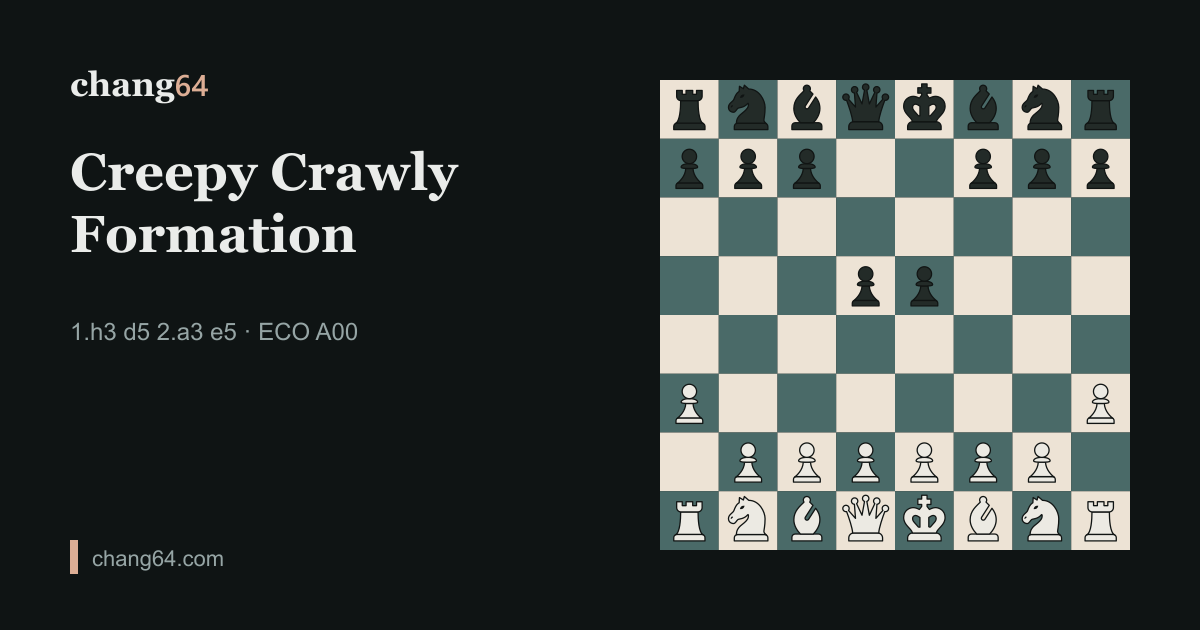 chang64
Creepy Crawly
Formation
1.h3 d5 2.a3 e5 · ECO A00
chang64.com